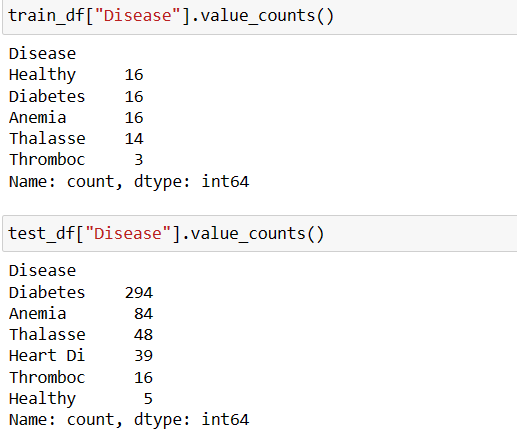 train_df["Disease"].value_counts()
Disease
Healthy 16
Diabetes 16
Anemia 16
Thalasse 14
Thromboc 3
Name: count, dtype: int64
test_df["Disease"].value_counts()
Disease
Diabetes 294
Anemia 84
Thalasse 48
Heart Di 39
Thromboc 16
Healthy 5
Name: count, dtype: int64